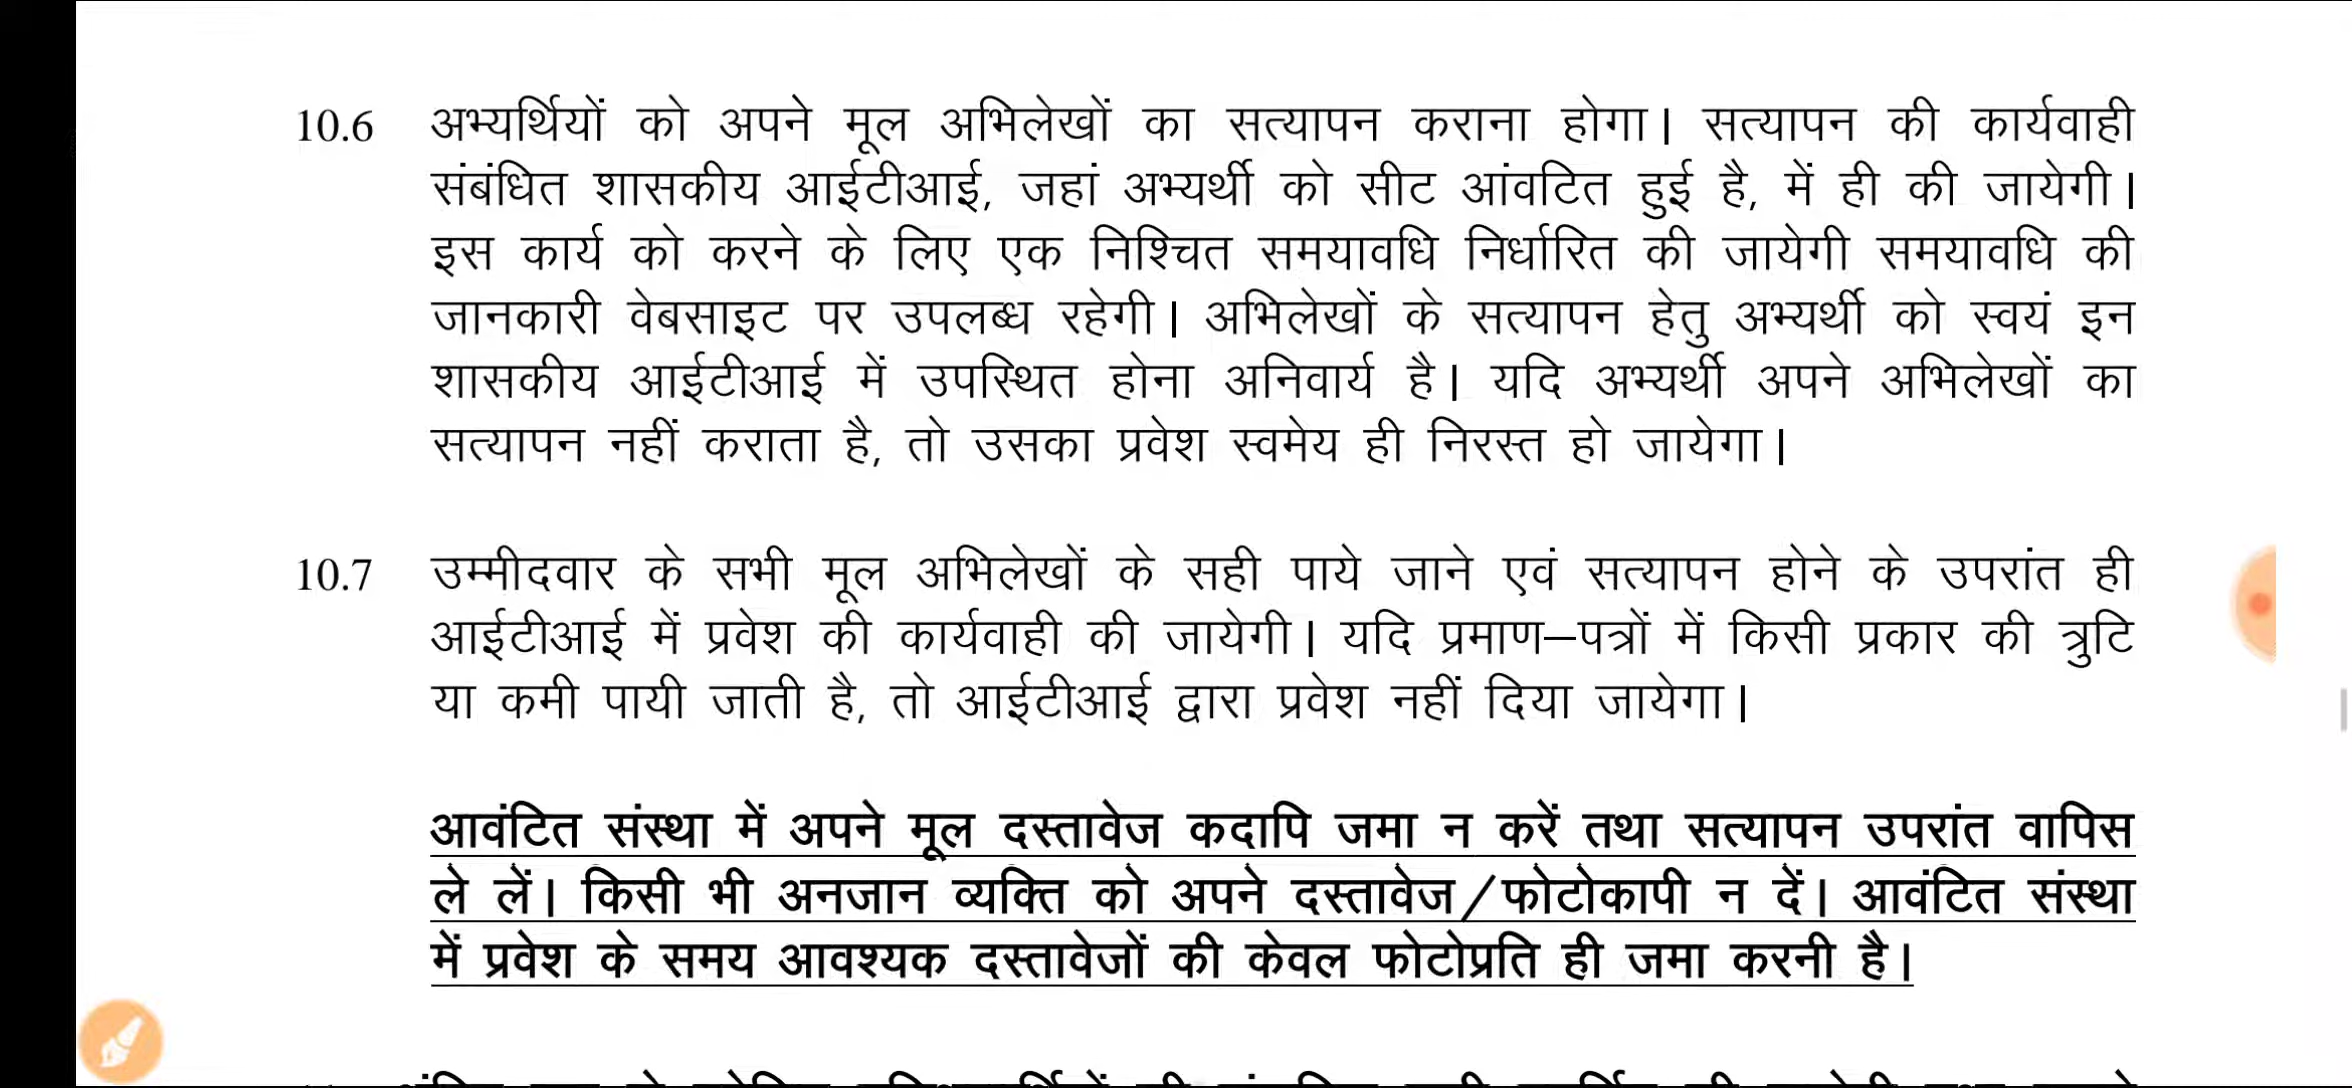 10.6 अभ्यर्थियों को अपने मूल अभिलेखों का सत्यापन कराना होगा। सत्यापन की कार्यवाही
संबंधित शासकीय आईटीआई, जहां अभ्यर्थी को सीट आंवटित हुई है, में ही की जायेगी।
इस कार्य को करने के लिए एक निश्चित समयावधि निर्धारित की जायेगी समयावधि की
जानकारी वेबसाइट पर उपलब्ध रहेगी। अभिलेखों के सत्यापन हेतु अभ्यर्थी को स्वयं इन
शासकीय आईटीआई में उपस्थित होना अनिवार्य है। यदि अभ्यर्थी अपने अभिलेखों का
सत्यापन नहीं कराता है, तो उसका प्रवेश स्वमेय ही निरस्त हो जायेगा।
10.7 उम्मीदवार के सभी मूल अभिलेखों के सही पाये जाने एवं सत्यापन होने के उपरांत ही
आईटीआई में प्रवेश की कार्यवाही की जायेगी। यदि प्रमाण–पत्रों में किसी प्रकार की त्रुटि
या कमी पायी जाती है, तो आईटीआई द्वारा प्रवेश नहीं दिया जायेगा।
आवंटित संस्था में अपने मूल दस्तावेज कदापि जमा न करें तथा सत्यापन उपरांत वापिस
ले लें। किसी भी अनजान व्यक्ति को अपने दस्तावेज/फोटोकापी न दें। आवंटित संस्था
में प्रवेश के समय आवश्यक दस्तावेजों की केवल फोटोप्रति ही जमा करनी है।